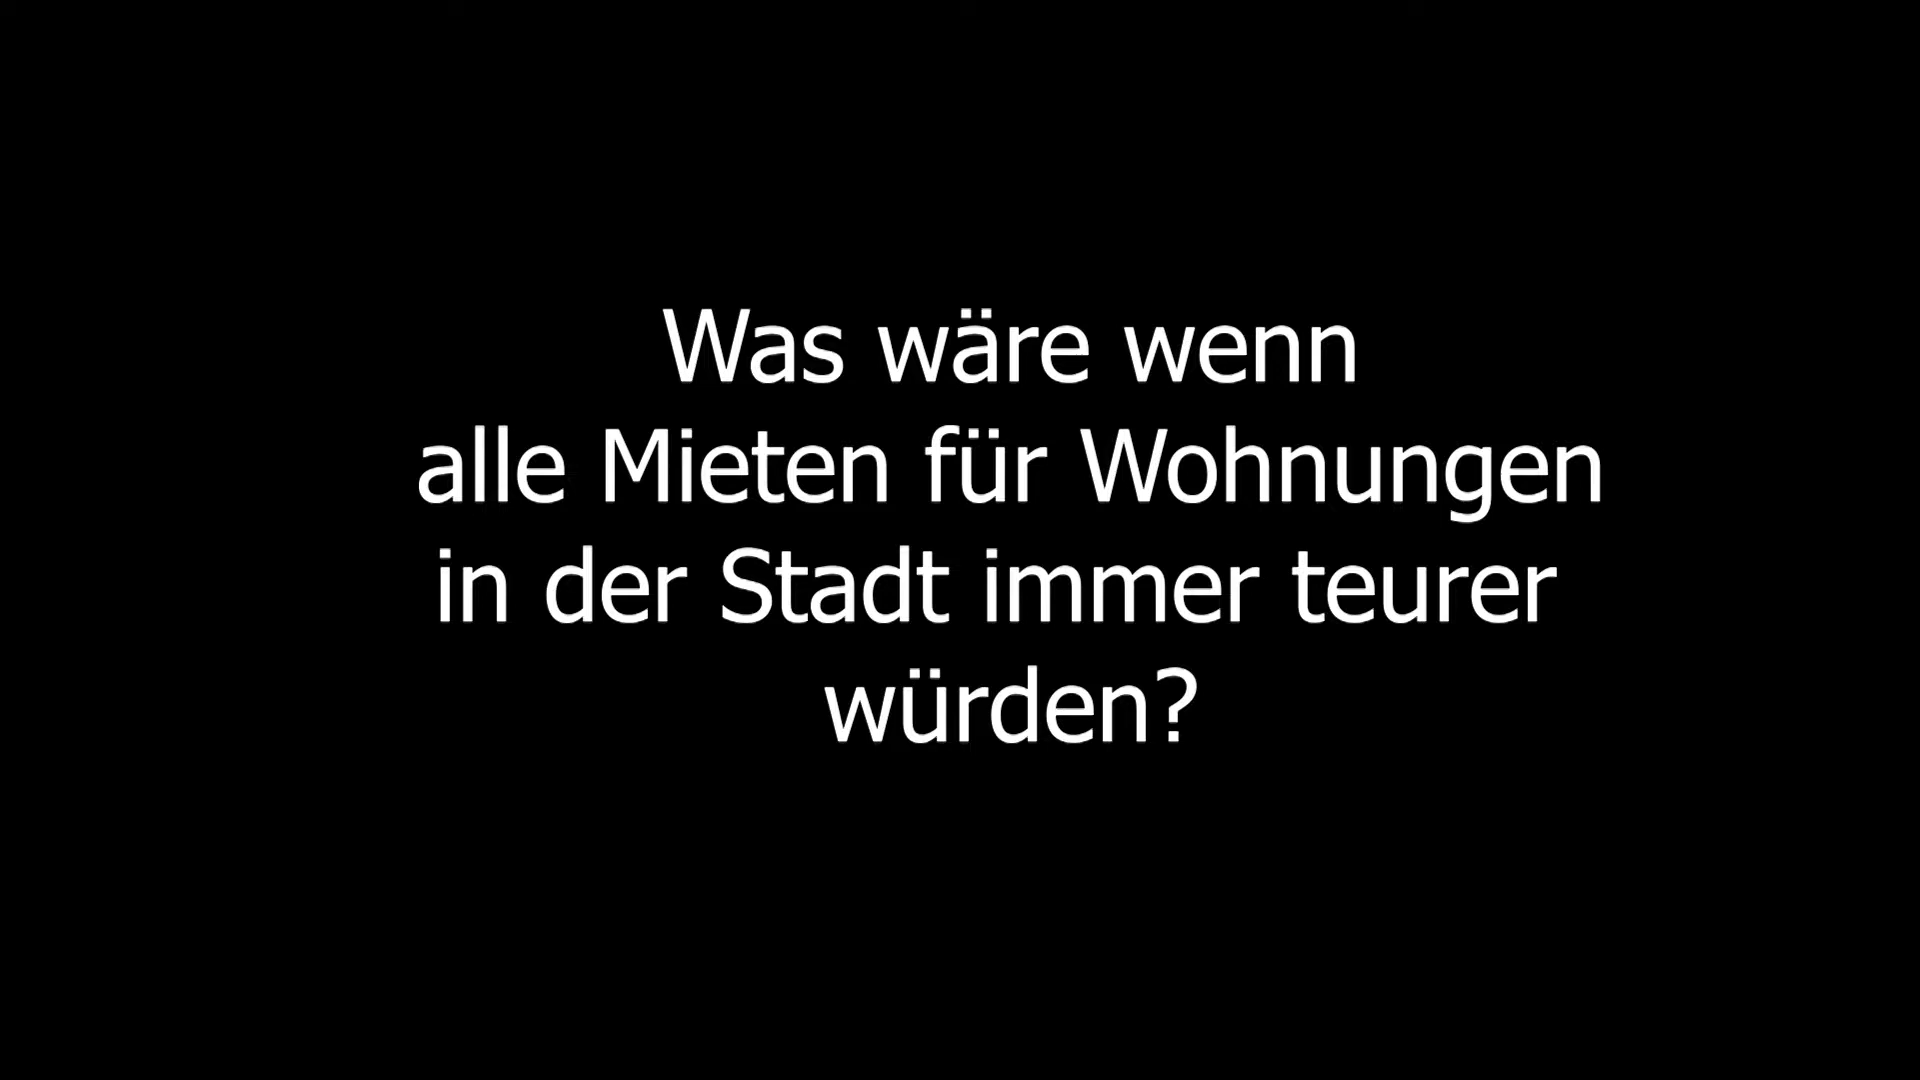 Was wäre wenn
alle Mieten für Wohnungen
in der Stadt immer teurer
würden?